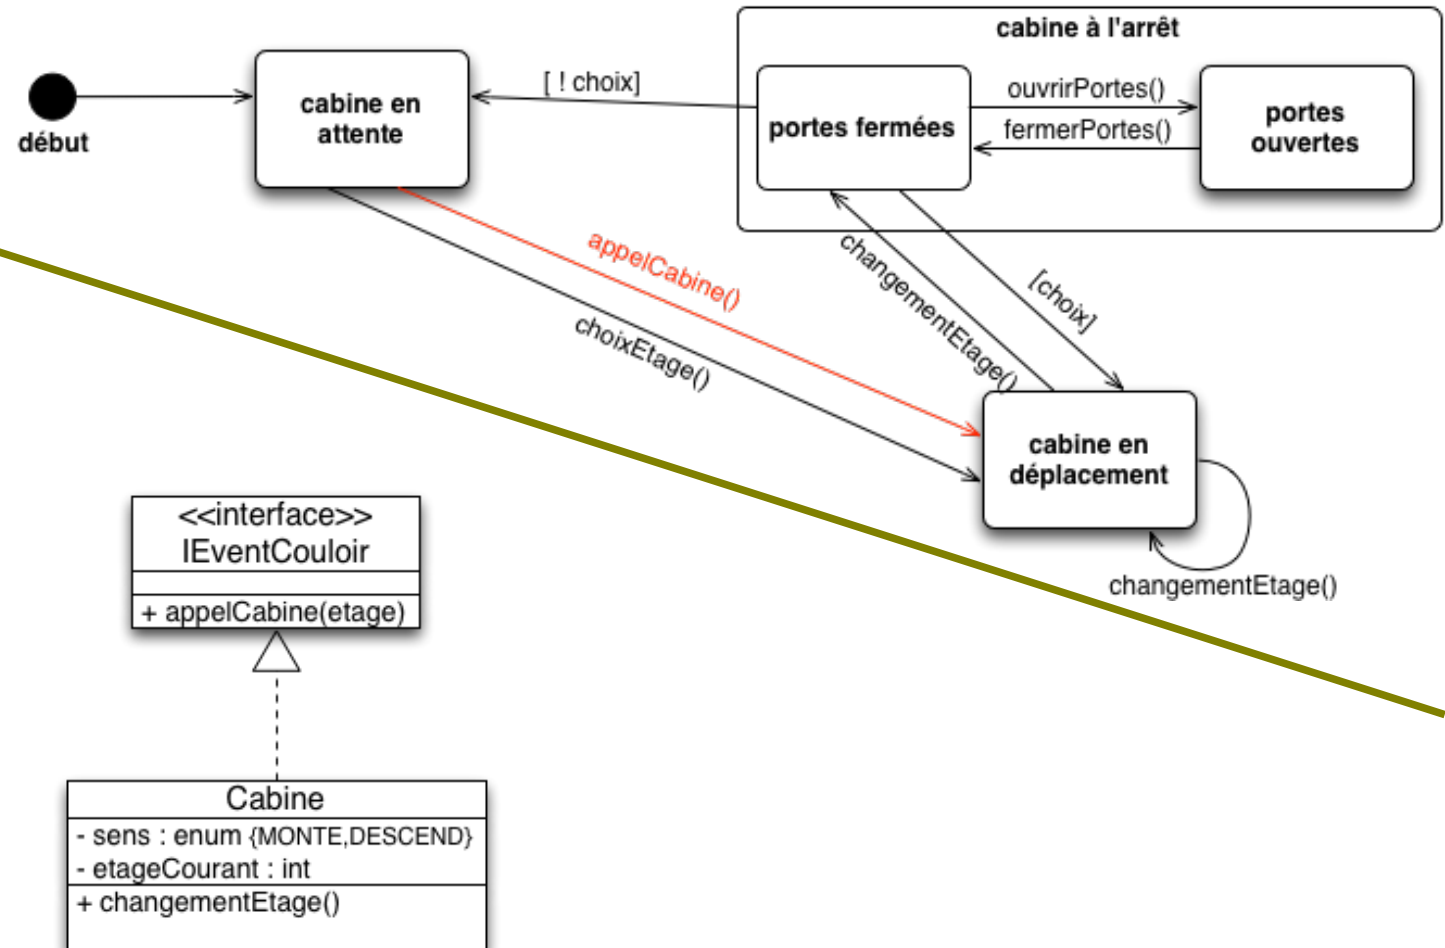 cabine à l'arrêt
début
cabine en
attente
[ ! choix]
portes fermées
ouvrirPortes()
fermerPortes()
portes
ouvertes
appelCabine()
choixEtage()
changementEtage()
[choix]
cabine en
déplacement
changementEtage()
<<interface>>
IEventCouloir
+ appelCabine(etage)
Cabine
- sens : enum {MONTE,DESCEND}
- etageCourant : int
+ changementEtage()